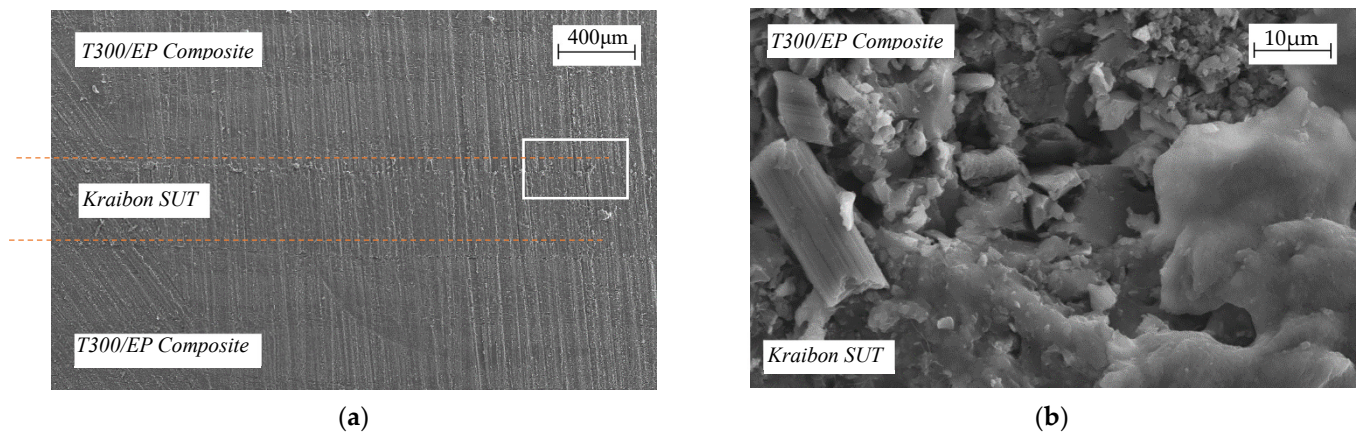 T300/EP Composite
400μm
Kraibon SUT
T300/EP Composite
(a)
T300/EP Composite
10μm
Kraibon SUT
(b)